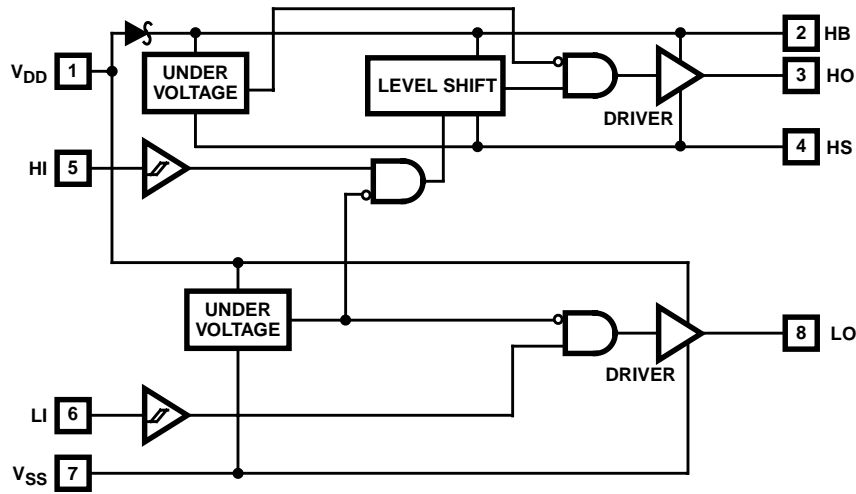 2 HB
V_DD 1
UNDER
VOLTAGE
LEVEL SHIFT
3 HO
DRIVER
4 HS
HI 5
UNDER
VOLTAGE
8 LO
DRIVER
LI 6
V_SS 7